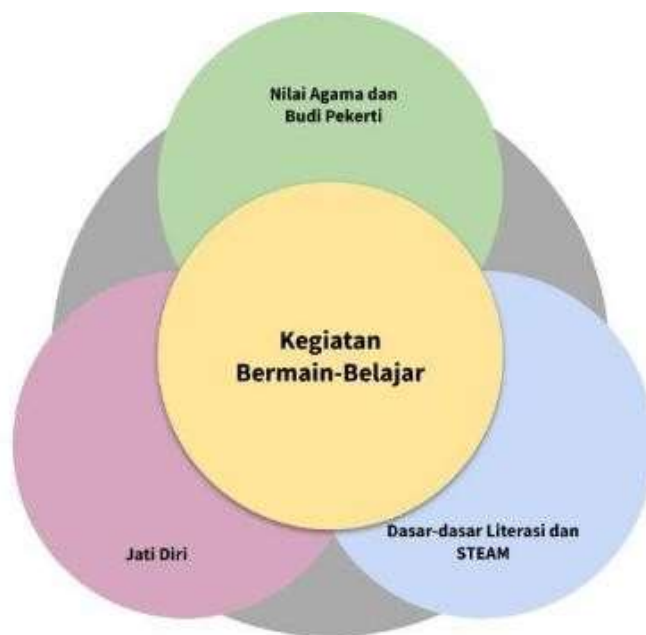 Nilai Agama dan
Budi Pekerti
Kegiatan
Bermain-Belajar
Jati Diri
Dasar-dasar Literasi dan
STEAM